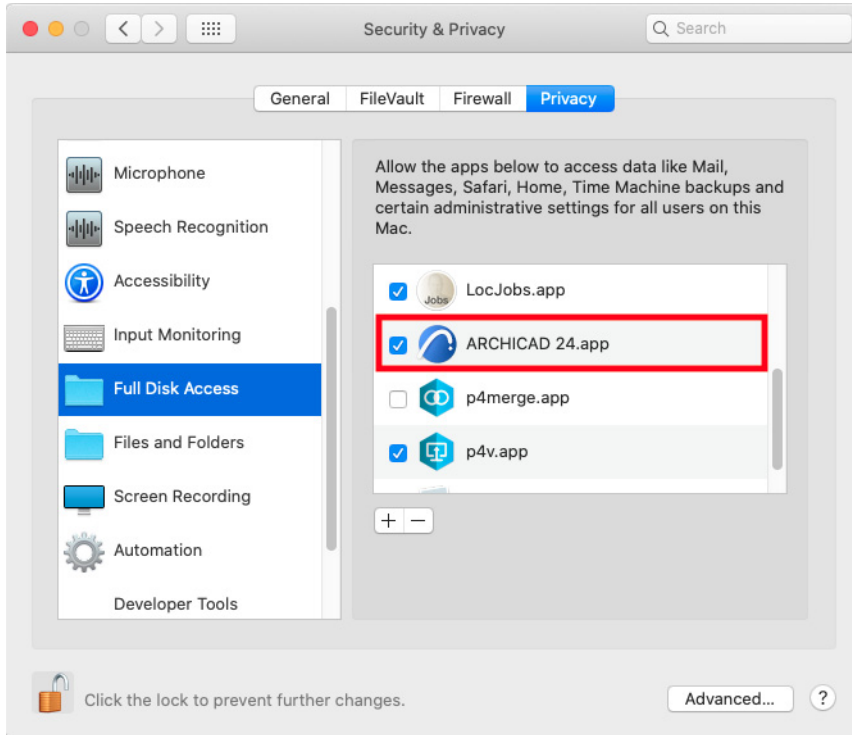 Security & Privacy
Search
General
FileVault
Firewall
Privacy
Microphone
Speech Recognition
Accessibility
Input Monitoring
Full Disk Access
Files and Folders
Screen Recording
Automation
Developer Tools
Allow the apps below to access data like Mail,
Messages, Safari, Home, Time Machine backups and
certain administrative settings for all users on this
Mac.
Jobs
LocJobs.app
ARCHICAD 24.app
p4merge.app
p4v.app
Click the lock to prevent further changes.
Advanced...
?